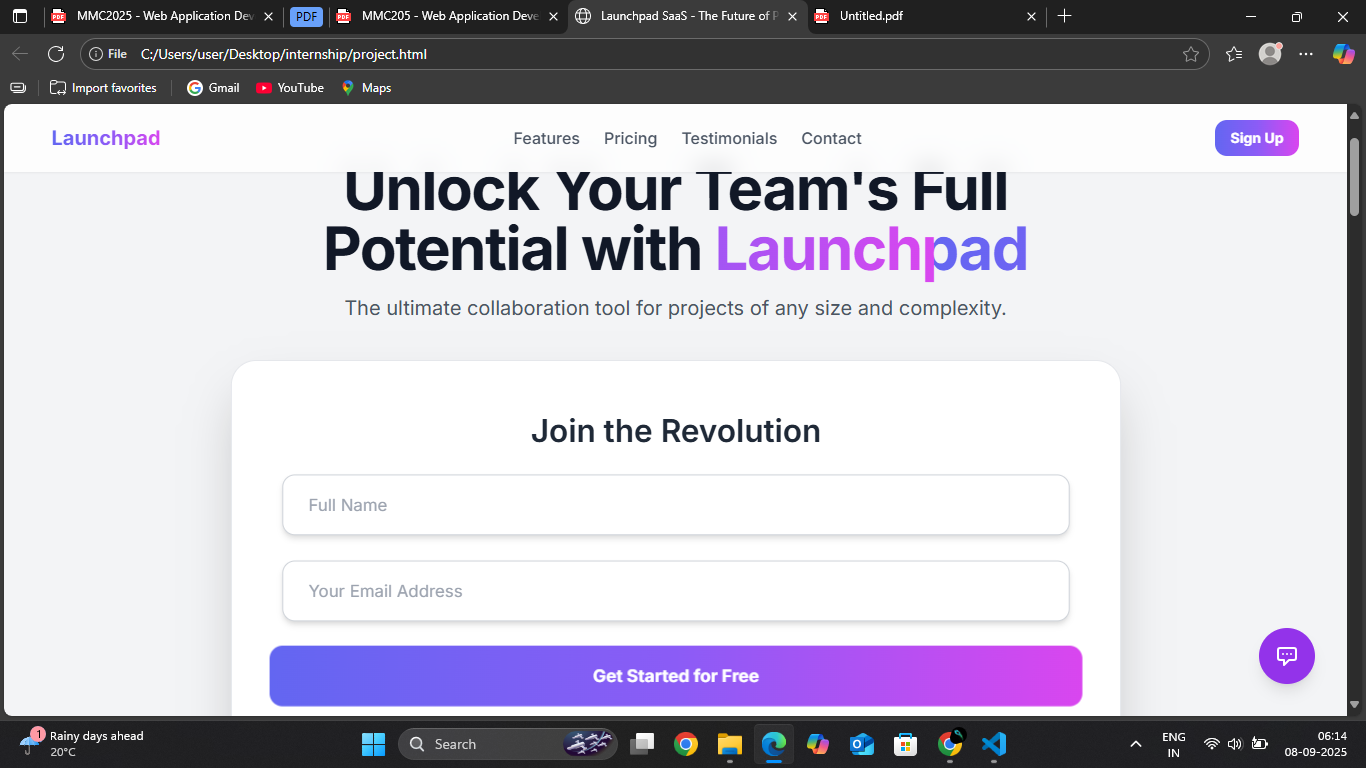 MMC2025 - Web Application Dev
PDF
MMC205 - Web Application Deve
Launchpad SaaS - The Future of P
Untitled.pdf
File
C:/Users/user/Desktop/internship/project.html
Import favorites
Gmail
YouTube
Maps
Launchpad
Features
Pricing
Testimonials
Contact
Sign Up
Unlock Your Team's Full
Potential with Launchpad
The ultimate collaboration tool for projects of any size and complexity.
Join the Revolution
Full Name
Your Email Address
Get Started for Free
1
Rainy days ahead
20°C
Search
ENG
IN
06:14
08-09-2025